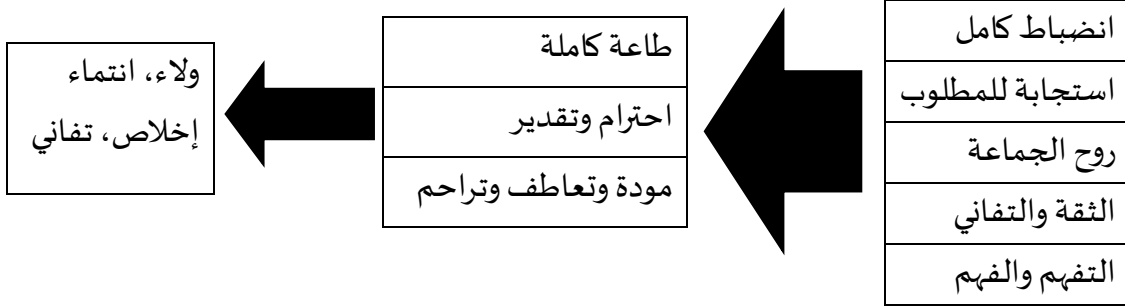 انضباط كامل
استجابة للمطلوب
روح الجماعة
الثقة والتفاني
التفهم والفهم
طاعة كاملة
احترام وتقدير
مودة وتعاطف وتراحم
ولاء، انتماء
إخلاص، تفاني